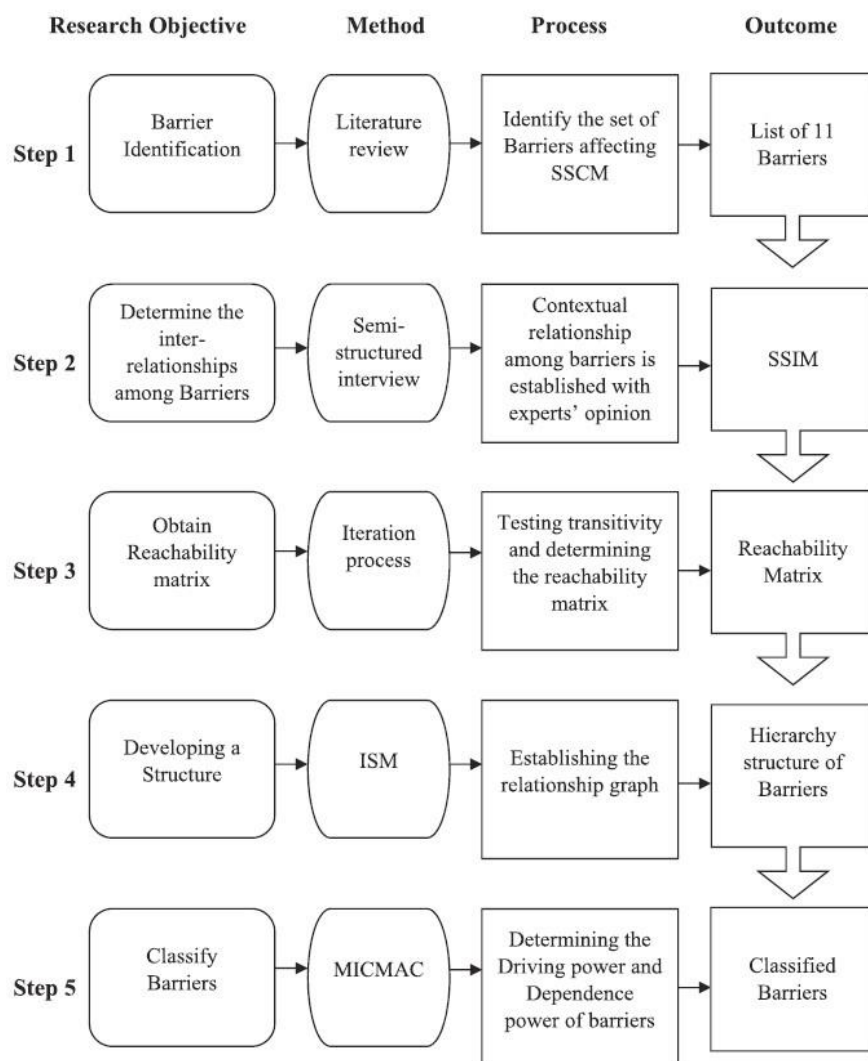 Research Objective Method Process Outcome
Step 1
Barrier
Identification
Literature
review
Identify the set of
Barriers affecting
SSCM
List of 11
Barriers
Step 2
Determine the
inter-
relationships
among Barriers
Semi-
structured
interview
Contextual
relationship
among barriers is
established with
experts’ opinion
SSIM
Step 3
Obtain
Reachability
matrix
Iteration
process
Testing transitivity
and determining
the reachability
matrix
Reachability
Matrix
Step 4
Developing a
Structure
ISM
Establishing the
relationship graph
Hierarchy
structure of
Barriers
Step 5
Classify
Barriers
MICMAC
Determining the
Driving power and
Dependence
power of barriers
Classified
Barriers